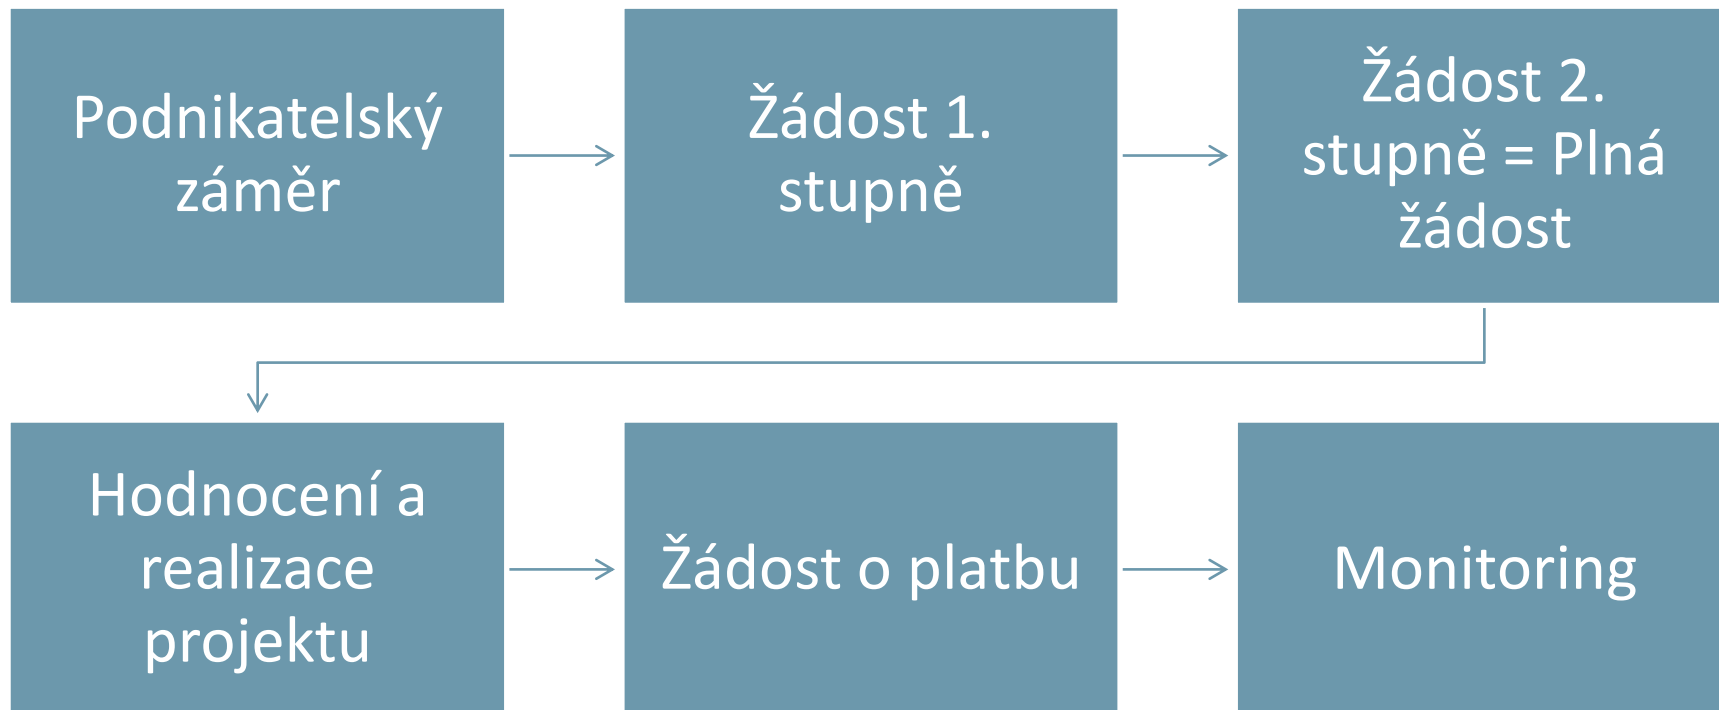 Podnikatelský
záměr
Žádost 1.
stupně
Žádost 2.
stupně = Plná
žádost
Hodnocení a
realizace
projektu
Žádost o platbu
Monitoring